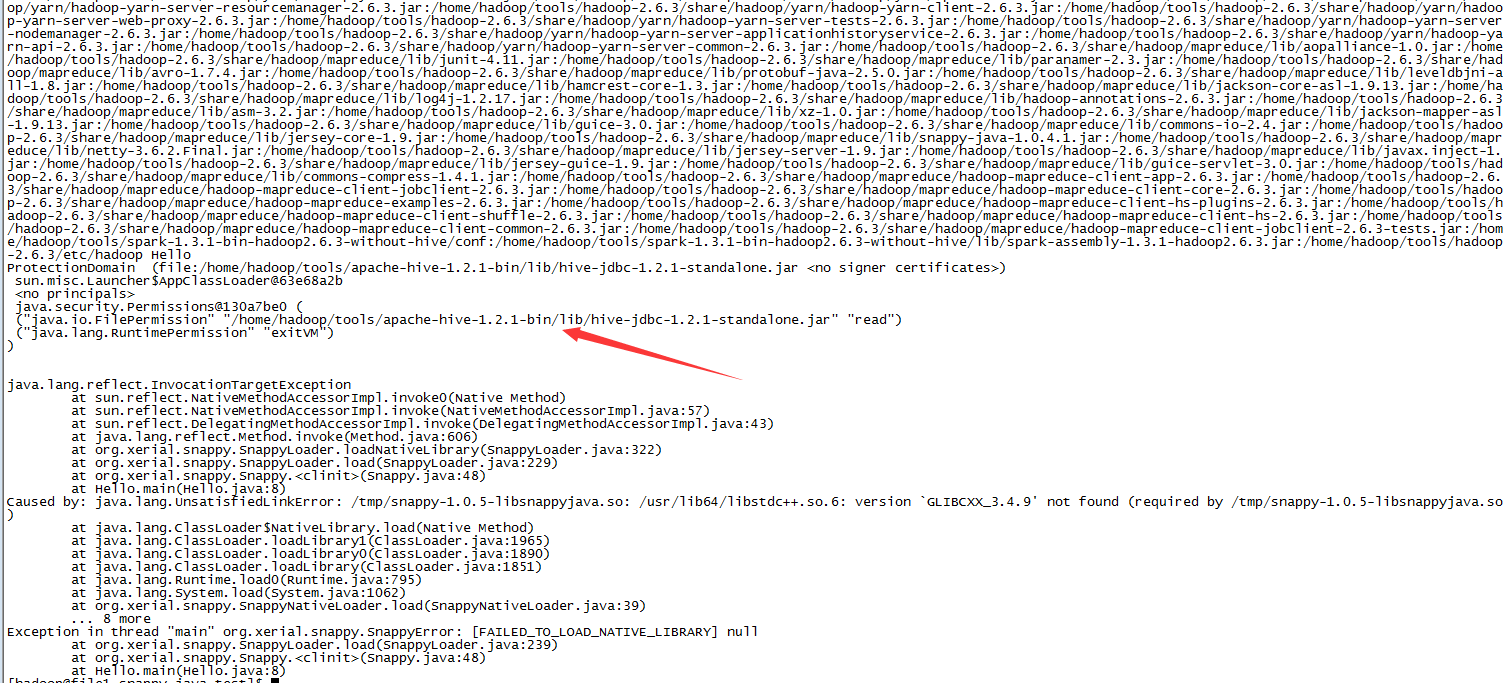 op/yarn/hadoop-yarn-server-resourcemanager-2.6.3.jar:/home/hadoop/tools/hadoop-2.6.3/share/hadoop/yarn/hadoop-yarn-client-2.6.3.jar:/home/hadoop/tools/hadoop-2.6.3/share/hadoop/yarn/hadoo
p-yarn-server-web-proxy-2.6.3.jar:/home/hadoop/tools/hadoop-2.6.3/share/hadoop/yarn/hadoop-yarn-server-tests-2.6.3.jar:/home/hadoop/tools/hadoop-2.6.3/share/hadoop/yarn/hadoop-yarn-server
-nodemanager-2.6.3.jar:/home/hadoop/tools/hadoop-2.6.3/share/hadoop/yarn/hadoop-yarn-server-applicationhistoryservice-2.6.3.jar:/home/hadoop/tools/hadoop-2.6.3/share/hadoop/yarn/hadoop-ya
rn-api-2.6.3.jar:/home/hadoop/tools/hadoop-2.6.3/share/hadoop/yarn/hadoop-yarn-server-common-2.6.3.jar:/home/hadoop/tools/hadoop-2.6.3/share/hadoop/mapreduce/lib/aopalliance-1.0.jar:/home
/hadoop/tools/hadoop-2.6.3/share/hadoop/mapreduce/lib/junit-4.11.jar:/home/hadoop/tools/hadoop-2.6.3/share/hadoop/mapreduce/lib/paranamer-2.3.jar:/home/hadoop/tools/hadoop-2.6.3/share/had
oop/mapreduce/lib/avro-1.7.4.jar:/home/hadoop/tools/hadoop-2.6.3/share/hadoop/mapreduce/lib/protobuf-java-2.5.0.jar:/home/hadoop/tools/hadoop-2.6.3/share/hadoop/mapreduce/lib/leveldbjni-a
ll-1.8.jar:/home/hadoop/tools/hadoop-2.6.3/share/hadoop/mapreduce/lib/hamcrest-core-1.3.jar:/home/hadoop/tools/hadoop-2.6.3/share/hadoop/mapreduce/lib/jackson-core-asl-1.9.13.jar:/home/ha
doop/tools/hadoop-2.6.3/share/hadoop/mapreduce/lib/log4j-1.2.17.jar:/home/hadoop/tools/hadoop-2.6.3/share/hadoop/mapreduce/lib/hadoop-annotations-2.6.3.jar:/home/hadoop/tools/hadoop-2.6.3
/share/hadoop/mapreduce/lib/asm-3.2.jar:/home/hadoop/tools/hadoop-2.6.3/share/hadoop/mapreduce/lib/xz-1.0.jar:/home/hadoop/tools/hadoop-2.6.3/share/hadoop/mapreduce/lib/jackson-mapper-asl
-1.9.13.jar:/home/hadoop/tools/hadoop-2.6.3/share/hadoop/mapreduce/lib/guice-3.0.jar:/home/hadoop/tools/hadoop-2.6.3/share/hadoop/mapreduce/lib/commons-io-2.4.jar:/home/hadoop/tools/hadoo
p-2.6.3/share/hadoop/mapreduce/lib/jersey-core-1.9.jar:/home/hadoop/tools/hadoop-2.6.3/share/hadoop/mapreduce/lib/snappy-java-1.0.4.1.jar:/home/hadoop/tools/hadoop-2.6.3/share/hadoop/mapr
educe/lib/netty-3.6.2.Final.jar:/home/hadoop/tools/hadoop-2.6.3/share/hadoop/mapreduce/lib/jersey-server-1.9.jar:/home/hadoop/tools/hadoop-2.6.3/share/hadoop/mapreduce/lib/javax.inject-1.
jar:/home/hadoop/tools/hadoop-2.6.3/share/hadoop/mapreduce/lib/jersey-guice-1.9.jar:/home/hadoop/tools/hadoop-2.6.3/share/hadoop/mapreduce/lib/guice-servlet-3.0.jar:/home/hadoop/tools/had
oop-2.6.3/share/hadoop/mapreduce/lib/commons-compress-1.4.1.jar:/home/hadoop/tools/hadoop-2.6.3/share/hadoop/mapreduce/hadoop-mapreduce-client-app-2.6.3.jar:/home/hadoop/tools/hadoop-2.6.
3/share/hadoop/mapreduce/hadoop-mapreduce-client-jobclient-2.6.3.jar:/home/hadoop/tools/hadoop-2.6.3/share/hadoop/mapreduce/hadoop-mapreduce-client-core-2.6.3.jar:/home/hadoop/tools/hadoo
p-2.6.3/share/hadoop/mapreduce/hadoop-mapreduce-examples-2.6.3.jar:/home/hadoop/tools/hadoop-2.6.3/share/hadoop/mapreduce/hadoop-mapreduce-client-hs-plugins-2.6.3.jar:/home/hadoop/tools/h
adoop-2.6.3/share/hadoop/mapreduce/hadoop-mapreduce-client-shuffle-2.6.3.jar:/home/hadoop/tools/hadoop-2.6.3/share/hadoop/mapreduce/hadoop-mapreduce-client-hs-2.6.3.jar:/home/hadoop/tools
/hadoop-2.6.3/share/hadoop/mapreduce/hadoop-mapreduce-client-common-2.6.3.jar:/home/hadoop/tools/hadoop-2.6.3/share/hadoop/mapreduce/hadoop-mapreduce-client-jobclient-2.6.3-tests.jar:/hom
e/hadoop/tools/spark-1.3.1-bin-hadoop2.6.3-without-hive/conf:/home/hadoop/tools/spark-1.3.1-bin-hadoop2.6.3-without-hive/lib/spark-assembly-1.3.1-hadoop2.6.3.jar:/home/hadoop/tools/hadoop
-2.6.3/etc/hadoop Hello
ProtectionDomain  (file:/home/hadoop/tools/apache-hive-1.2.1-bin/lib/hive-jdbc-1.2.1-standalone.jar <no signer certificates>)
 sun.misc.Launcher$AppClassLoader@63e68a2b
 <no principals>
 java.security.Permissions@130a7be0 (
 ("java.io.FilePermission" "/home/hadoop/tools/apache-hive-1.2.1-bin/lib/hive-jdbc-1.2.1-standalone.jar" "read")
 ("java.lang.RuntimePermission" "exitVM")
)
java.lang.reflect.InvocationTargetException
        at sun.reflect.NativeMethodAccessorImpl.invoke0(Native Method)
        at sun.reflect.NativeMethodAccessorImpl.invoke(NativeMethodAccessorImpl.java:57)
        at sun.reflect.DelegatingMethodAccessorImpl.invoke(DelegatingMethodAccessorImpl.java:43)
        at java.lang.reflect.Method.invoke(Method.java:606)
        at org.xerial.snappy.SnappyLoader.loadNativeLibrary(SnappyLoader.java:322)
        at org.xerial.snappy.SnappyLoader.load(SnappyLoader.java:229)
        at org.xerial.snappy.Snappy.<clinit>(Snappy.java:48)
        at Hello.main(Hello.java:8)
Caused by: java.lang.UnsatisfiedLinkError: /tmp/snappy-1.0.5-libsnappyjava.so: /usr/lib64/libstdc++.so.6: version `GLIBCXX_3.4.9' not found (required by /tmp/snappy-1.0.5-libsnappyjava.so
)
        at java.lang.ClassLoader$NativeLibrary.load(Native Method)
        at java.lang.ClassLoader.loadLibrary1(ClassLoader.java:1965)
        at java.lang.ClassLoader.loadLibrary0(ClassLoader.java:1890)
        at java.lang.ClassLoader.loadLibrary(ClassLoader.java:1851)
        at java.lang.Runtime.load0(Runtime.java:795)
        at java.lang.System.load(System.java:1062)
        at org.xerial.snappy.SnappyNativeLoader.load(SnappyNativeLoader.java:39)
        ... 8 more
Exception in thread "main" org.xerial.snappy.SnappyError: [FAILED_TO_LOAD_NATIVE_LIBRARY] null
        at org.xerial.snappy.SnappyLoader.load(SnappyLoader.java:239)
        at org.xerial.snappy.Snappy.<clinit>(Snappy.java:48)
        at Hello.main(Hello.java:8)
[hadoop@file1 snappy-java-test]$